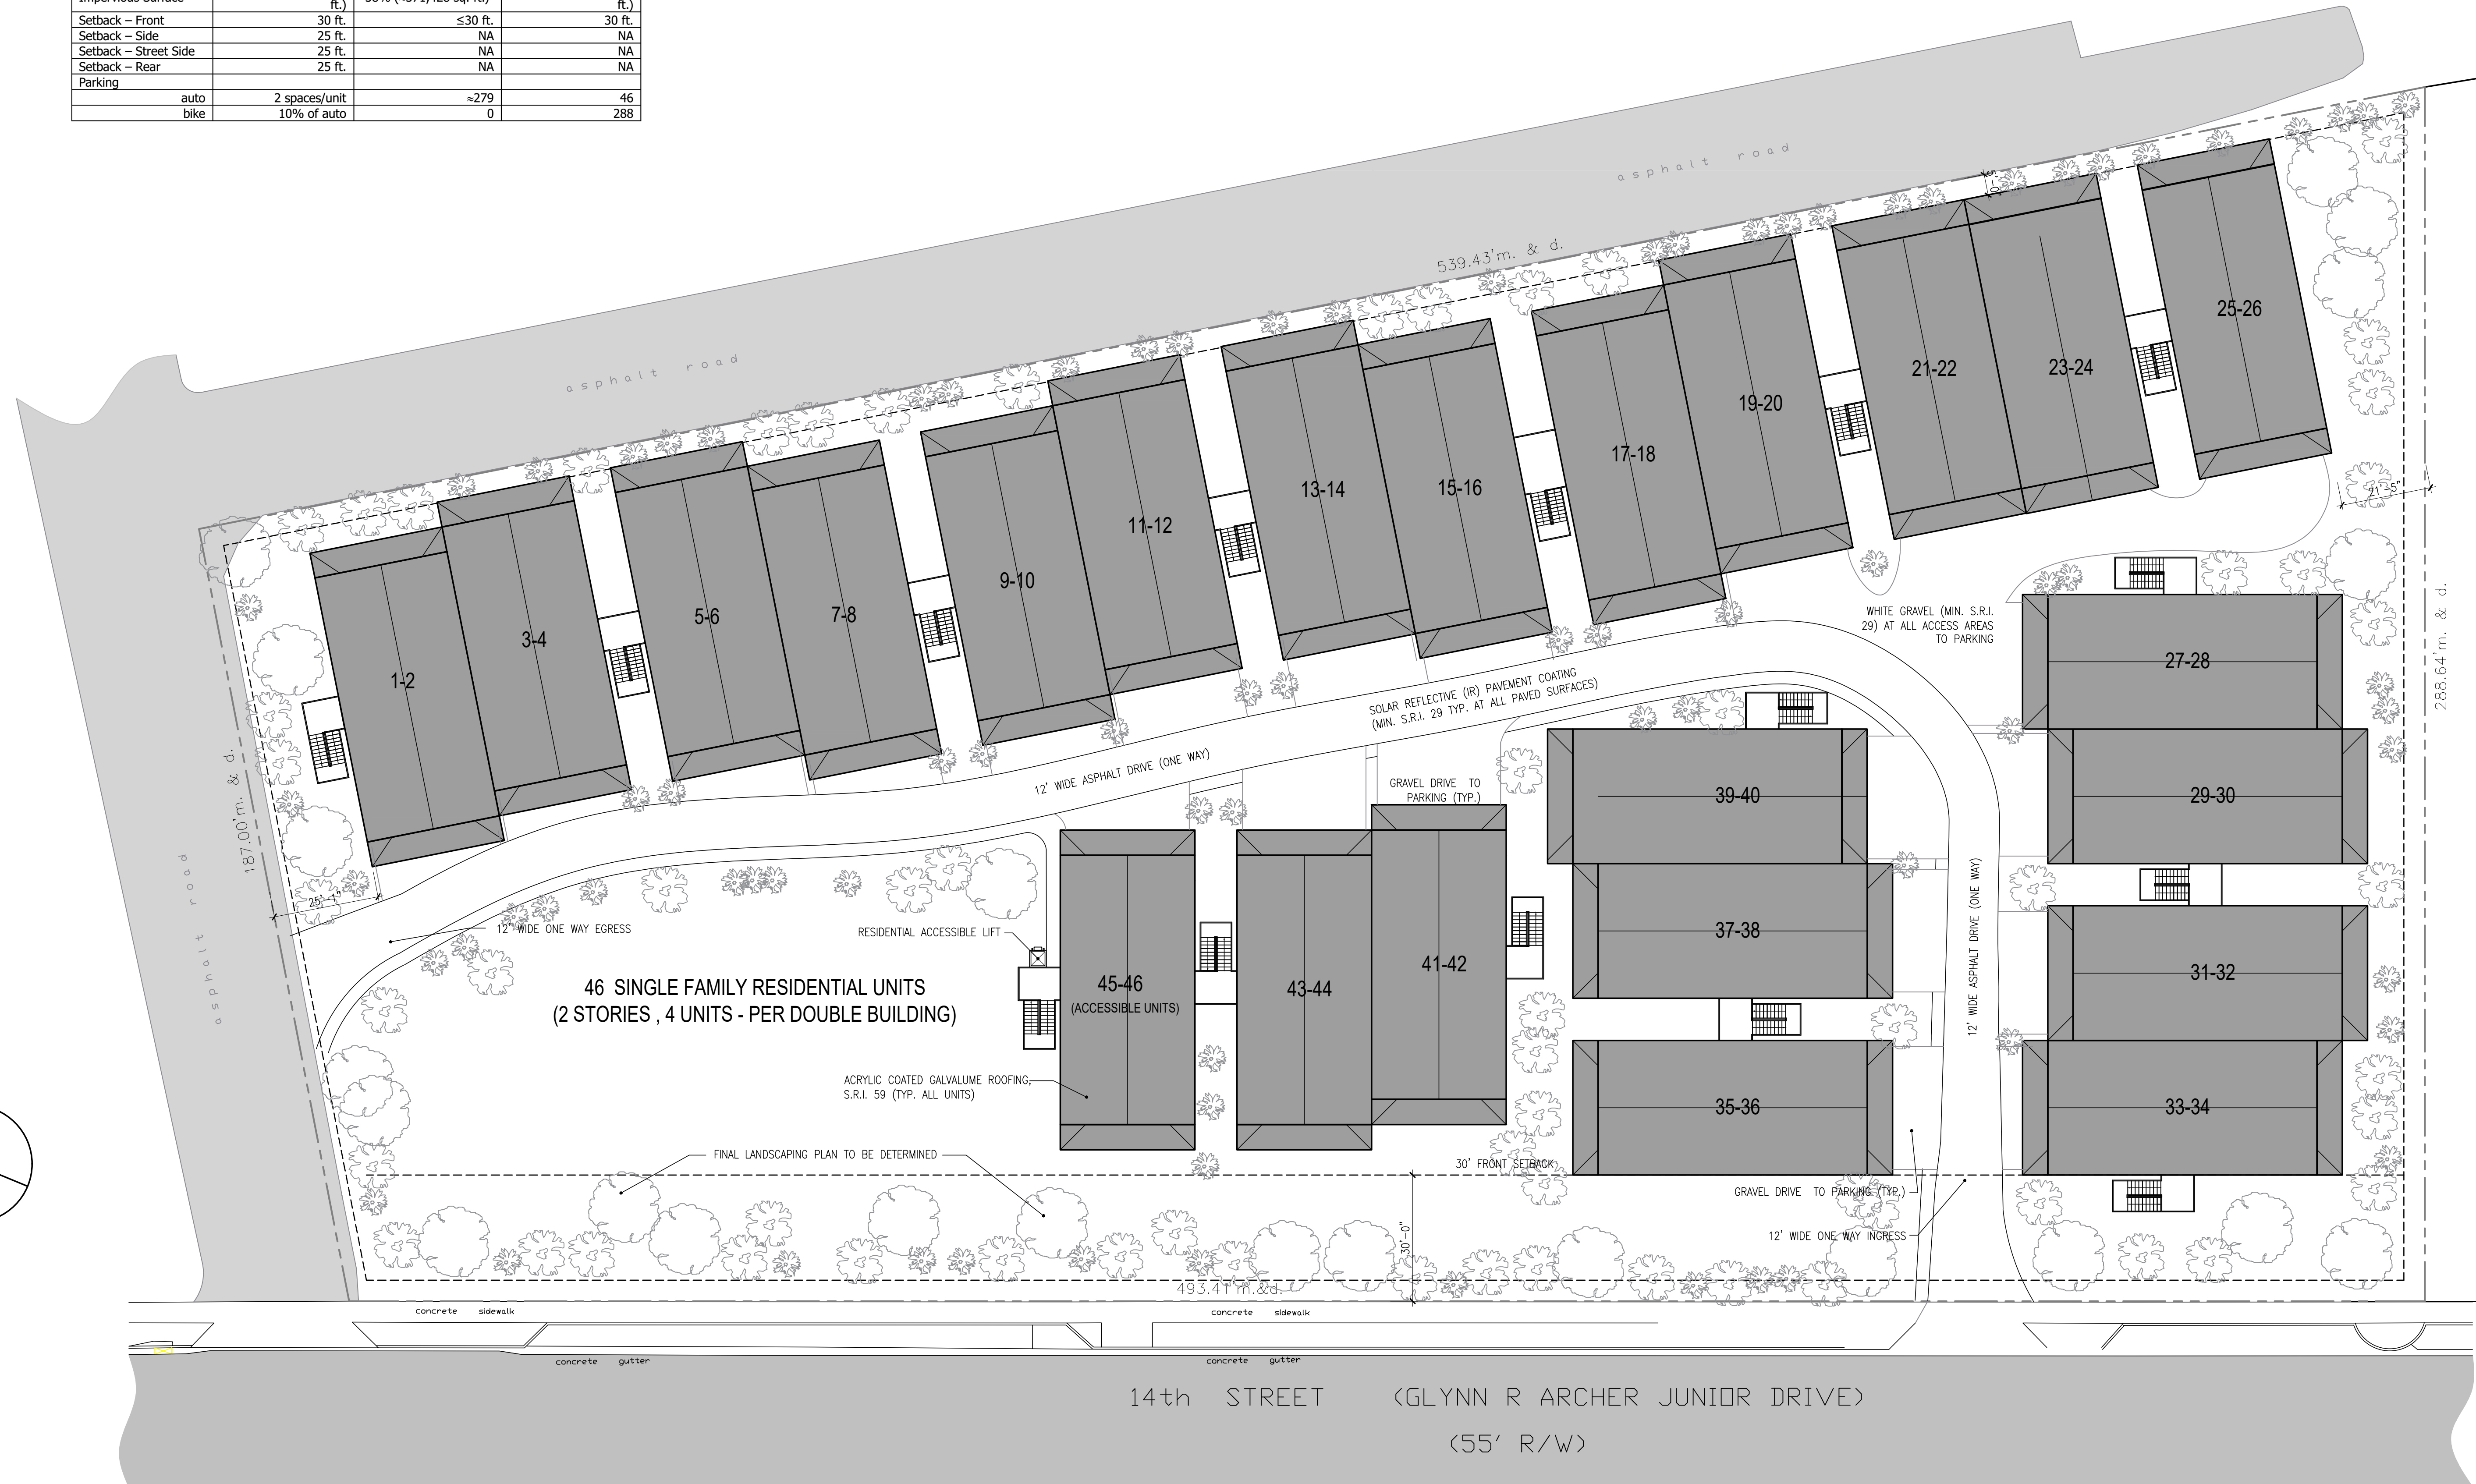 ft.)
ft.)
Setback – Front 30 ft. ≤30 ft. 30 ft.
Setback – Side 25 ft. NA NA
Setback – Street Side 25 ft. NA NA
Setback – Rear 25 ft. NA NA
Parking
auto 2 spaces/unit ≈279 46
bike 10% of auto 0 288
asphalt road
539.43'm. & d.
asphalt road
25-26
23-24
21-22
19-20
17-18
15-16
13-14
11-12
9-10
7-8
5-6
3-4
1-2
21'-5"
288.64'm. & d.
187.00'm. & d.
asphalt road
25'-1"
WHITE GRAVEL (MIN. S.R.I.
29) AT ALL ACCESS AREAS
TO PARKING
27-28
29-30
31-32
33-34
SOLAR REFLECTIVE (IR) PAVEMENT COATING
(MIN. S.R.I. 29 TYP. AT ALL PAVED SURFACES)
12' WIDE ASPHALT DRIVE (ONE WAY)
GRAVEL DRIVE TO
PARKING (TYP.)
39-40
37-38
35-36
12' WIDE ASPHALT DRIVE (ONE WAY)
12' WIDE ONE WAY EGRESS
RESIDENTIAL ACCESSIBLE LIFT
41-42
43-44
45-46
(ACCESSIBLE UNITS)
46 SINGLE FAMILY RESIDENTIAL UNITS
(2 STORIES , 4 UNITS - PER DOUBLE BUILDING)
ACRYLIC COATED GALVALUME ROOFING,
S.R.I. 59 (TYP. ALL UNITS)
FINAL LANDSCAPING PLAN TO BE DETERMINED
30' FRONT SETBACK
GRAVEL DRIVE TO PARKING (TYP.)
30'-0"
12' WIDE ONE WAY INGRESS
493.41'm.&d.
concrete sidewalk
concrete sidewalk
concrete gutter
concrete gutter
14th STREET (GLYNN R ARCHER JUNIOR DRIVE)
(55' R/W)